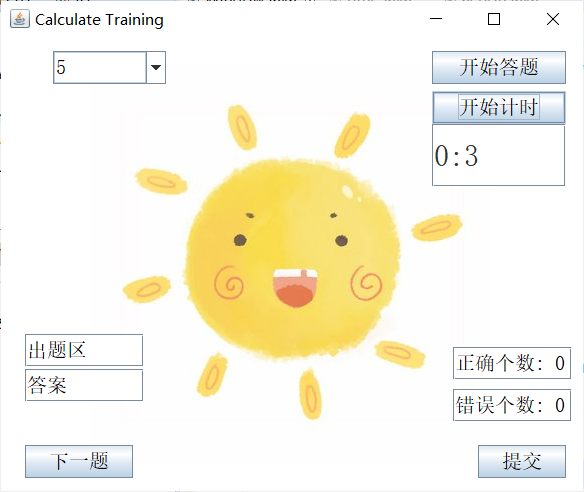 Calculate Training
5
开始答题
开始计时
0:3
出题区
答案
正确个数: 0
错误个数: 0
下一题
提交